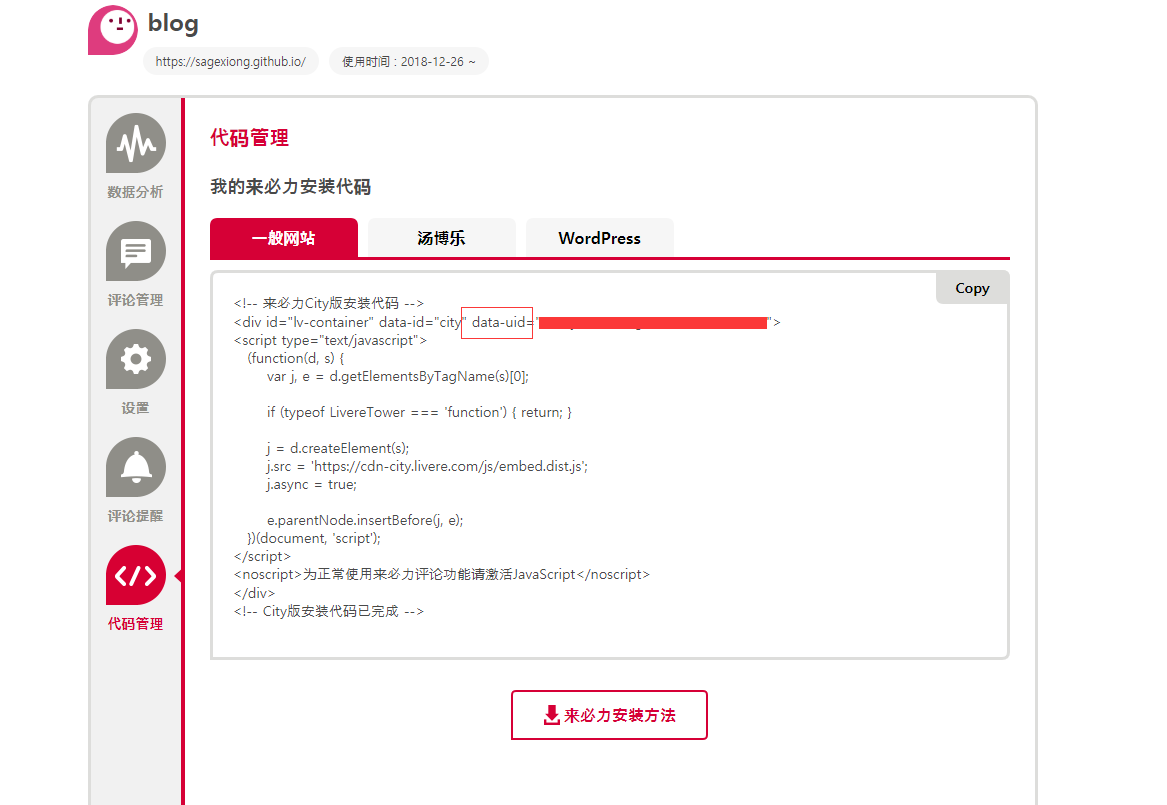 blog
https://sagexiong.github.io/
使用时间 : 2018-12-26 ~
数据分析
评论管理
设置
评论提醒
代码管理
代码管理
我的来必力安装代码
一般网站
汤博乐
WordPress
Copy
<!-- 来必力City版安装代码 -->
<div id="lv-container" data-id="city" data-uid="">
<script type="text/javascript">
(function(d, s) {
var j, e = d.getElementsByTagName(s)[0];
if (typeof LivereTower === 'function') { return; }
j = d.createElement(s);
j.src = 'https://cdn-city.livere.com/js/embed.dist.js';
j.async = true;
e.parentNode.insertBefore(j, e);
})(document, 'script');
</script>
<noscript>为正常使用来必力评论功能请激活JavaScript</noscript>
</div>
<!-- City版安装代码已完成 -->
来必力安装方法